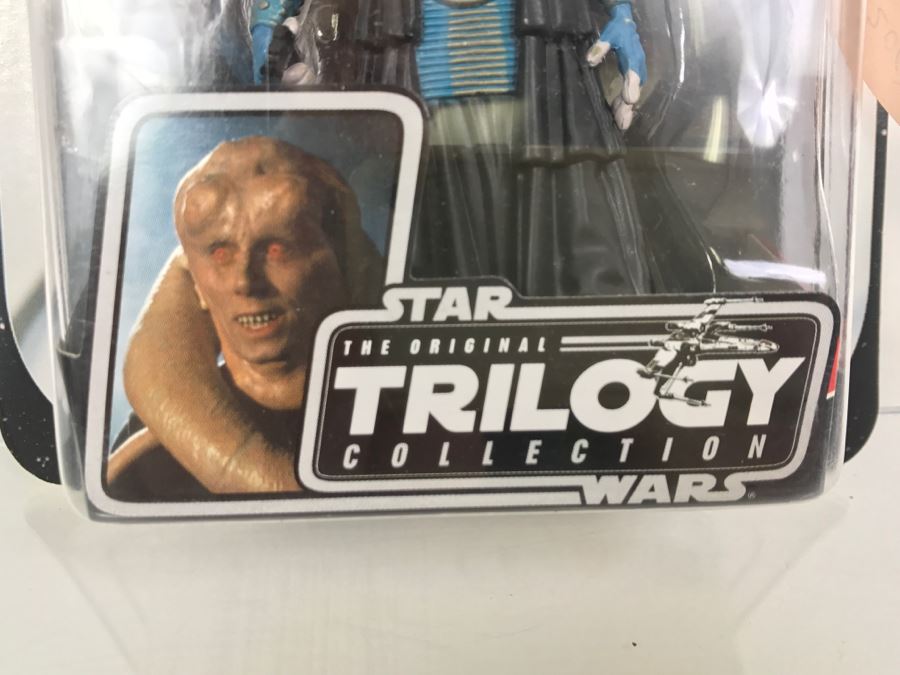 STAR
THE ORIGINAL
TRILOGY
COLLECTION
WARS®